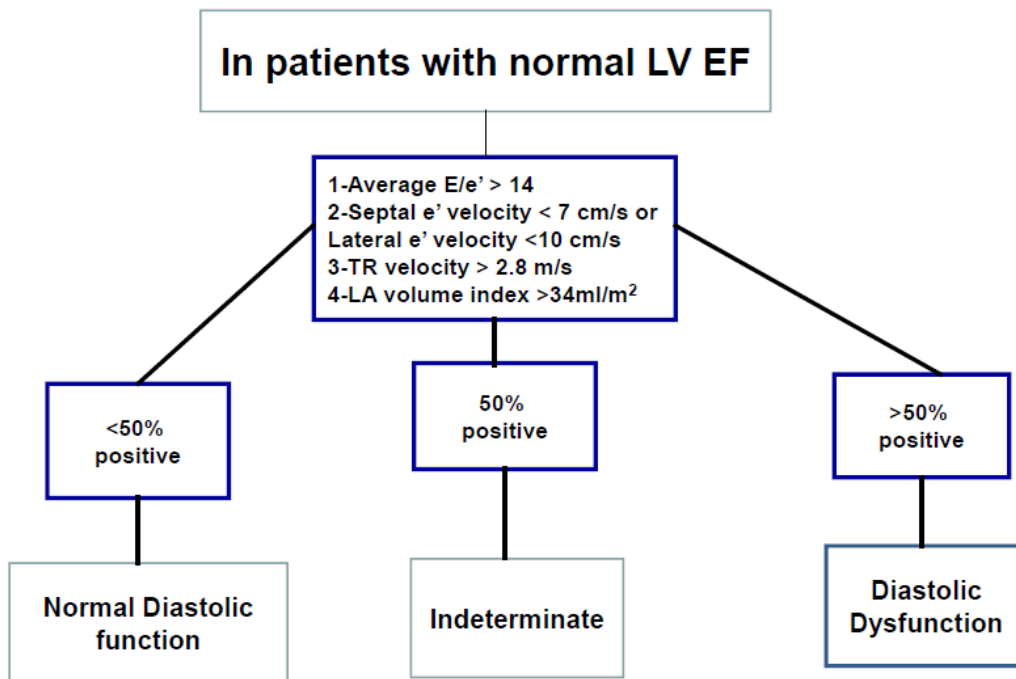 In patients with normal LV EF
1-Average E/e' > 14
2-Septal e' velocity < 7 cm/s or
Lateral e' velocity <10 cm/s
3-TR velocity > 2.8 m/s
4-LA volume index >34ml/m²
<50%
positive
50%
positive
>50%
positive
Normal Diastolic
function
Indeterminate
Diastolic
Dysfunction